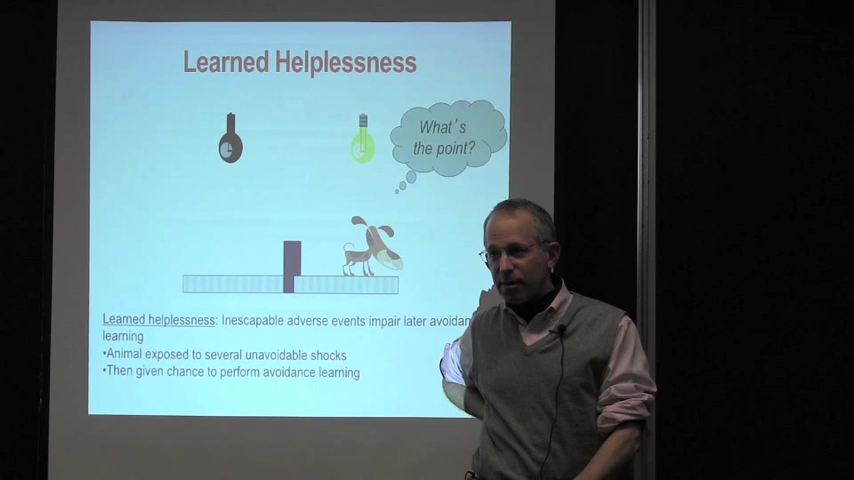 Learned Helplessness
What's
the point?
Learned helplessness: Inescapable adverse events impair later avoidan
learning
•Animal exposed to several unavoidable shocks
•Then given chance to perform avoidance learning